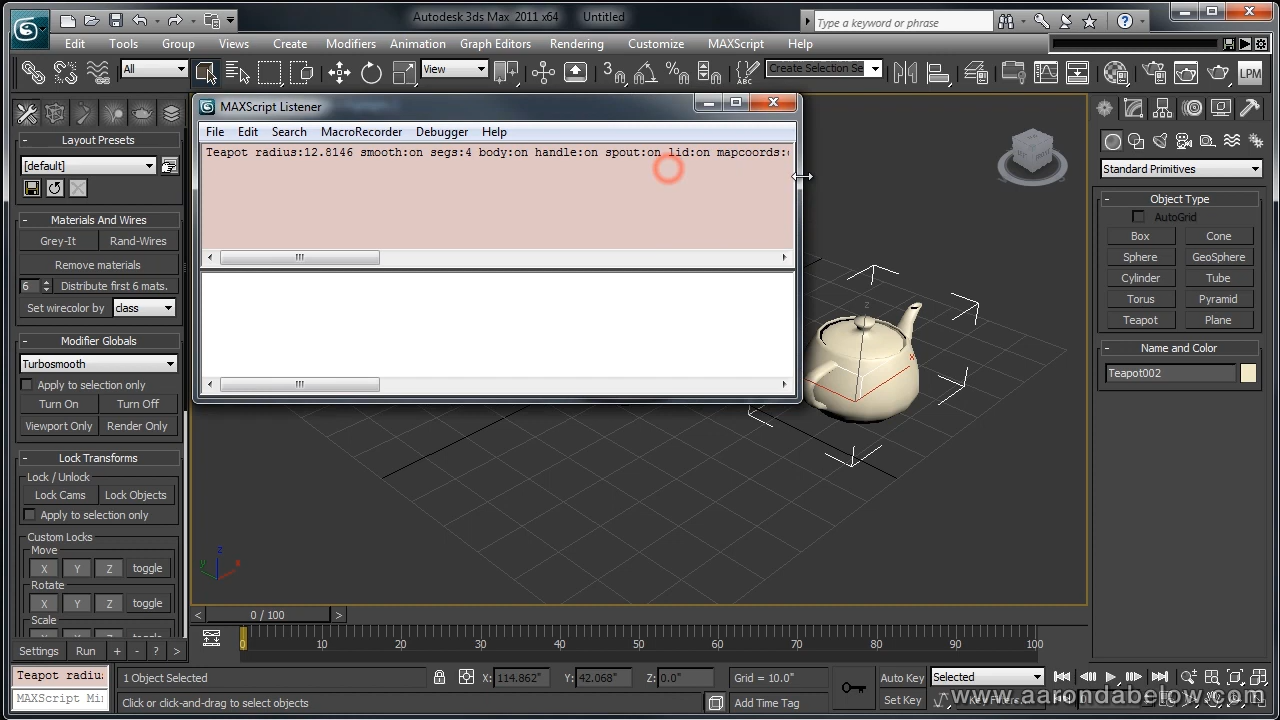 Autodesk 3ds Max 2011 x64 Untitled
Type a keyword or phrase
Edit Tools Group Views Create Modifiers Animation Graph Editors Rendering Customize MAXScript Help
All
View
Create Selection Se
LPM
MAXScript Listener
File Edit Search MacroRecorder Debugger Help
Teapot radius:12.8146 smooth:on segs:4 body:on handle:on spout:on lid:on mapcoords:
Layout Presets
[default]
Materials And Wires
Grey-It Rand-Wires
Remove materials
6 Distribute first 6 mats.
Set wirecolor by class
Modifier Globals
Turbosmooth
Apply to selection only
Turn On Turn Off
Viewport Only Render Only
Lock Transforms
Lock / Unlock
Lock Cams Lock Objects
Apply to selection only
Custom Locks
Move
X Y Z toggle
Rotate
X Y Z toggle
Scale
Settings Run + - ? >
Standard Primitives
Object Type
AutoGrid
Box Cone
Sphere GeoSphere
Cylinder Tube
Torus Pyramid
Teapot Plane
Name and Color
Teapot002
z
x
z
y
x
< 0 / 100 >
0 10 20 30 40 50 60 70 80 90 100
Teapot radiu:
MAXScript Mi
1 Object Selected
X: 114.862" Y: 42.068" Z: 0.0" Grid = 10.0"
Auto Key Selected
Click or click-and-drag to select objects
Add Time Tag
Set Key Key Filters...
www.aarondabelow.com